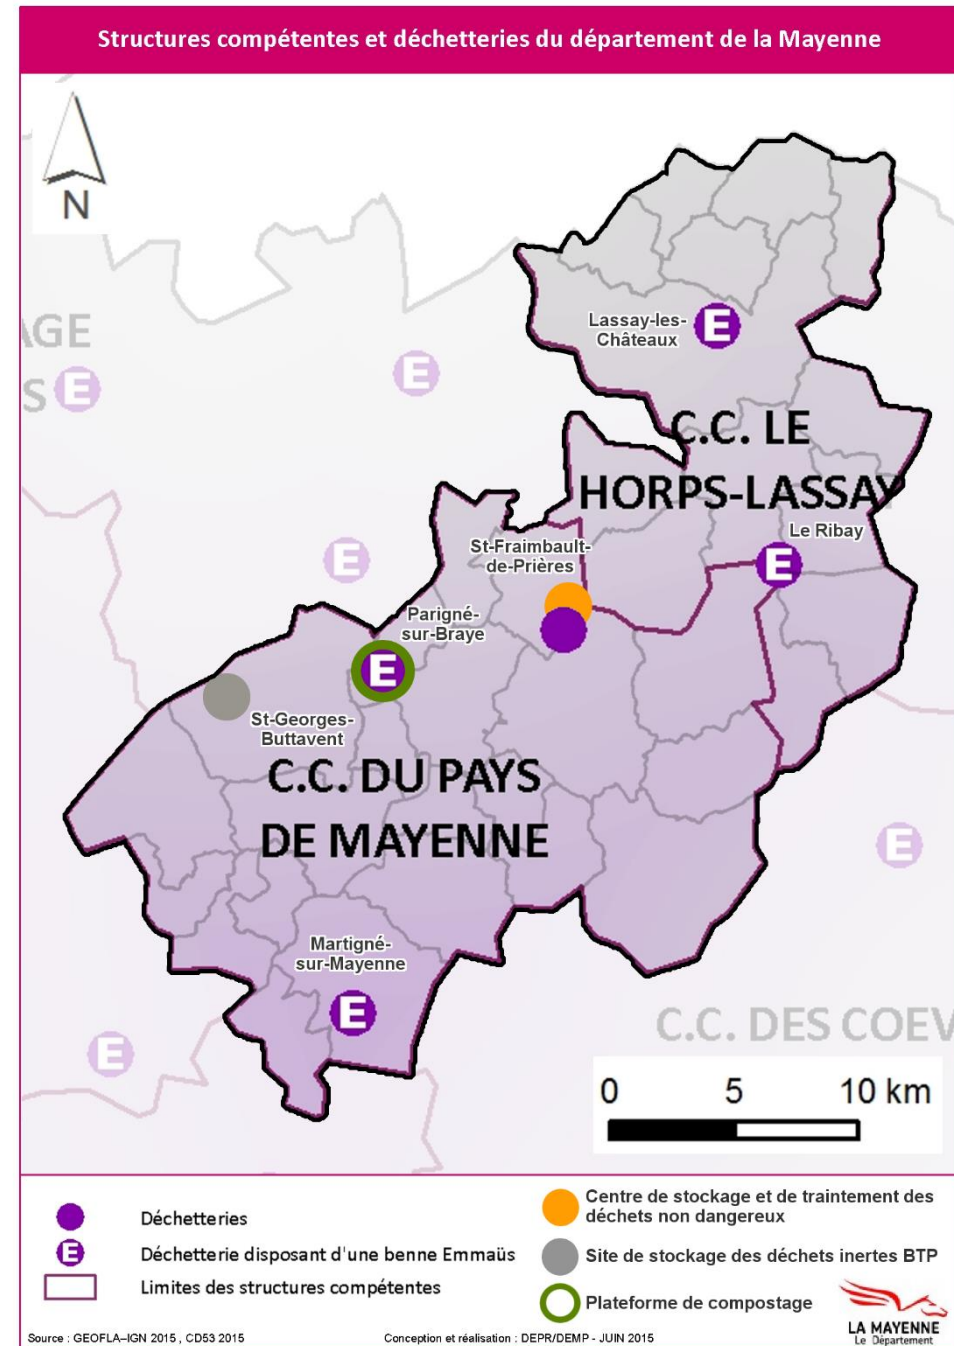 Structures compétentes et déchetteries du département de la Mayenne
N
AGE
S E
E
Lassay-les-
Châteaux
E
C.C. LE
HORPS-LASSAY
Le Ribay
E
E
St-Fraimbault-
de-Prières
Parigné-
sur-Braye
E
St-Georges-
Buttavent
C.C. DU PAYS
DE MAYENNE
E
Martigné-
sur-Mayenne
E
E
C.C. DES COEV
0 5 10 km
Déchetteries
E Déchetterie disposant d'une benne Emmaüs
Limites des structures compétentes
Centre de stockage et de traitement des
déchets non dangereux
Site de stockage des déchets inertes BTP
Plateforme de compostage
LA MAYENNE
Le Département
Source : GEOFLA–IGN 2015 , CD53 2015
Conception et réalisation : DEPR/DEMP - JUIN 2015